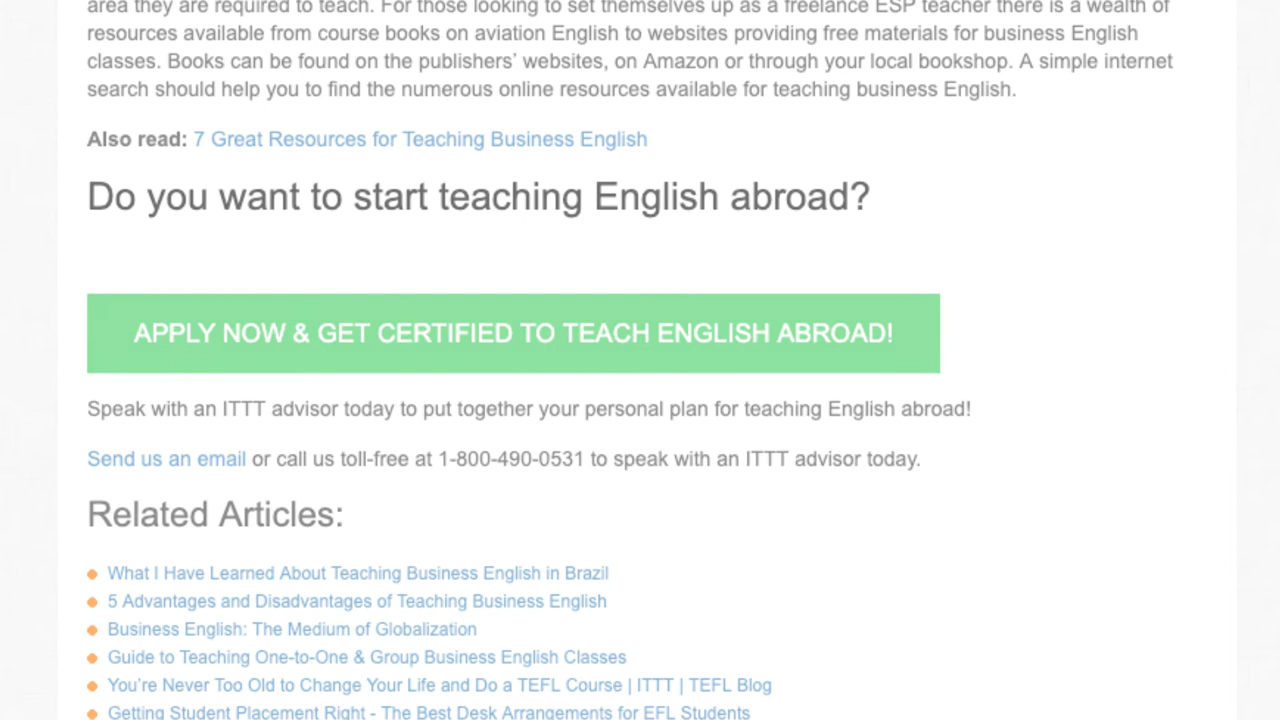 area they are required to teach. For those looking to set themselves up as a freelance ESP teacher there is a wealth of
resources available from course books on aviation English to websites providing free materials for business English
classes. Books can be found on the publishers’ websites, on Amazon or through your local bookshop. A simple internet
search should help you to find the numerous online resources available for teaching business English.
Also read: 7 Great Resources for Teaching Business English
Do you want to start teaching English abroad?
APPLY NOW & GET CERTIFIED TO TEACH ENGLISH ABROAD!
Speak with an ITTT advisor today to put together your personal plan for teaching English abroad!
Send us an email or call us toll-free at 1-800-490-0531 to speak with an ITTT advisor today.
Related Articles:
What I Have Learned About Teaching Business English in Brazil
5 Advantages and Disadvantages of Teaching Business English
Business English: The Medium of Globalization
Guide to Teaching One-to-One & Group Business English Classes
You’re Never Too Old to Change Your Life and Do a TEFL Course | ITTT | TEFL Blog
Getting Student Placement Right - The Best Desk Arrangements for EFL Students